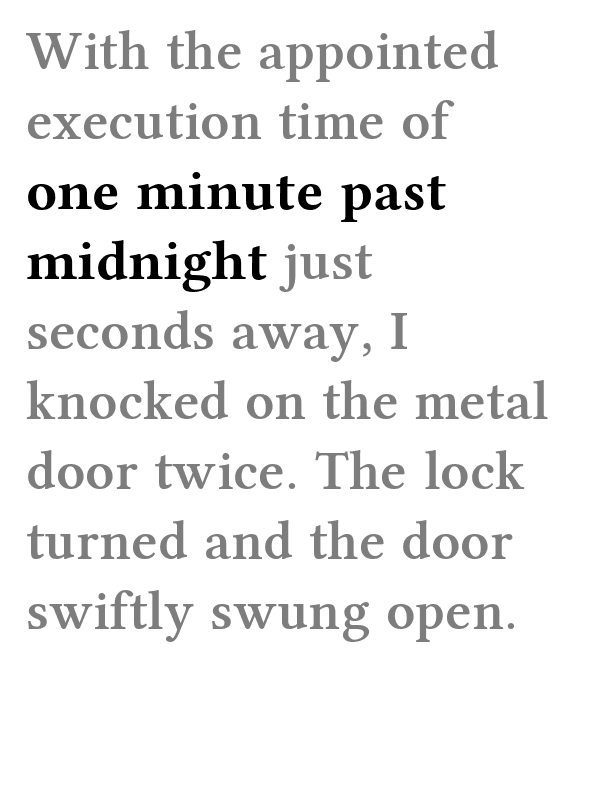 With the appointed
execution time of
one minute past
midnight just
seconds away, I
knocked on the metal
door twice. The lock
turned and the door
swiftly swung open.